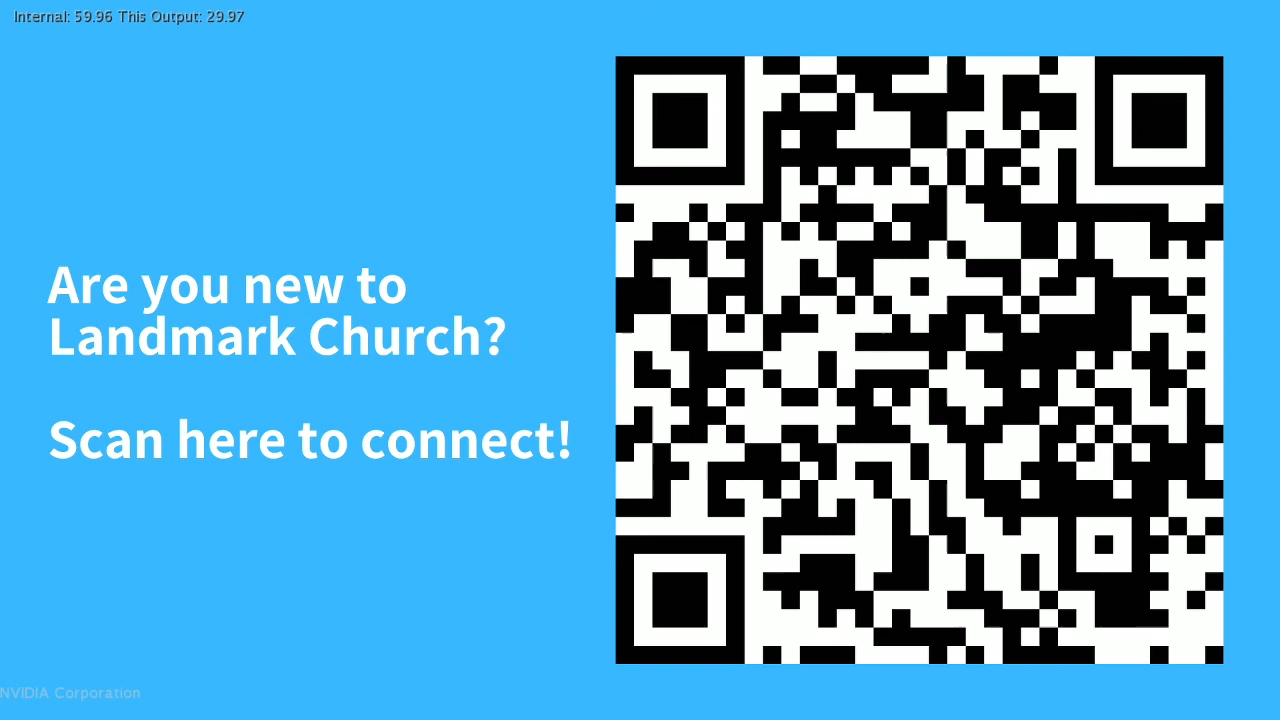 Internal: 59.96 This Output: 29.97
Are you new to
Landmark Church?
Scan here to connect!
NVIDIA Corporation